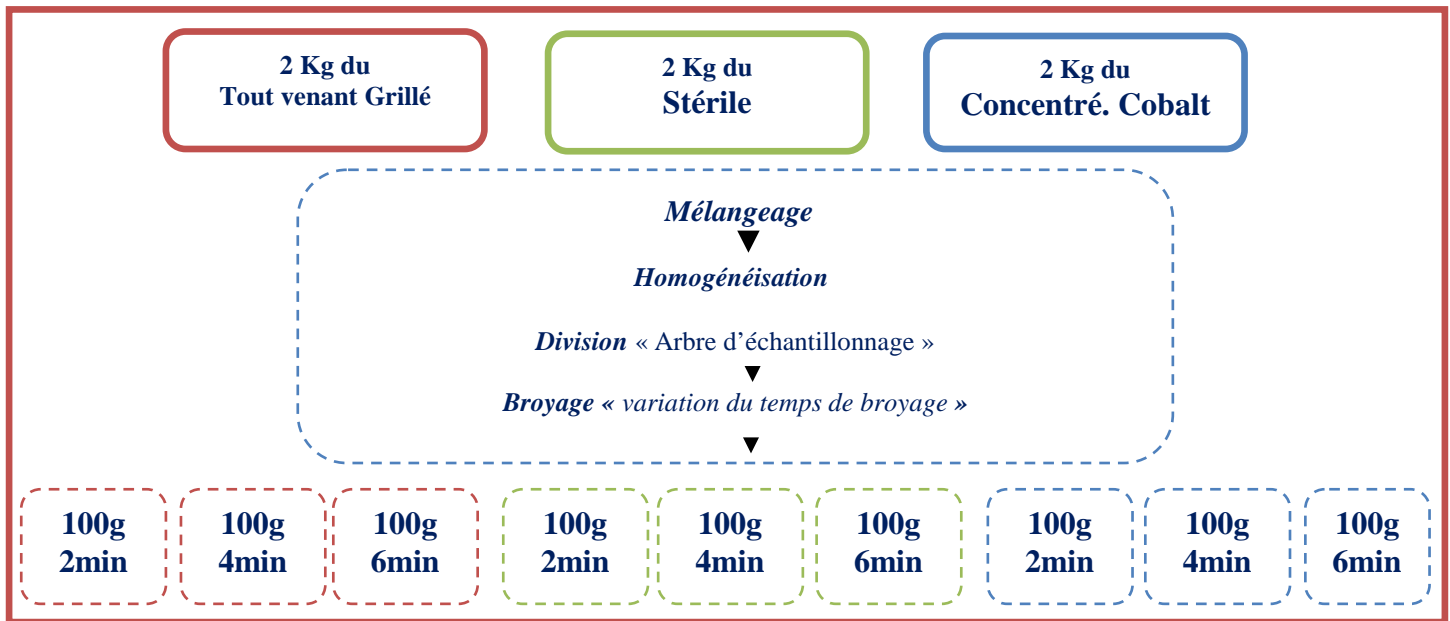 2 Kg du
Tout venant Grillé
2 Kg du
Stérile
2 Kg du
Concentré. Cobalt
Mélangeage
Homogénéisation
Division « Arbre d’échantillonnage »
Broyage « variation du temps de broyage »
100g
2min
100g
4min
100g
6min
100g
2min
100g
4min
100g
6min
100g
2min
100g
4min
100g
6min